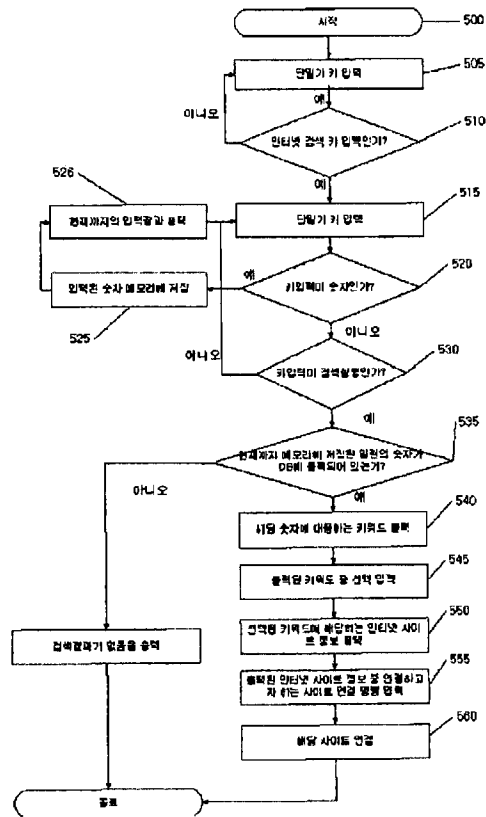 시작
500
단말기 키 입력
505
아니오
예
인터넷 검색 키 입력인가?
510
예
526
515
현재까지의 입력결과 출력
단말기 키 입력
예
키입력이 숫자인가?
520
입력된 숫자 메모리에 저장
525
아니오
아니오
530
키입력이 검색실행인가?
예
535
현재까지 메모리에 저장된 일련의 숫자가
DB에 등록되어 있는가?
아니오
예
540
해당 숫자에 대응하는 키워드 출력
545
출력된 키워드 중 선택 입력
550
선택된 키워드에 해당하는 인터넷 사이
트 정보 출력
검색결과가 없음을 출력
555
출력된 인터넷 사이트 정보 중 연결하고
자 하는 사이트 연결 명령 입력
560
해당 사이트 연결
종료